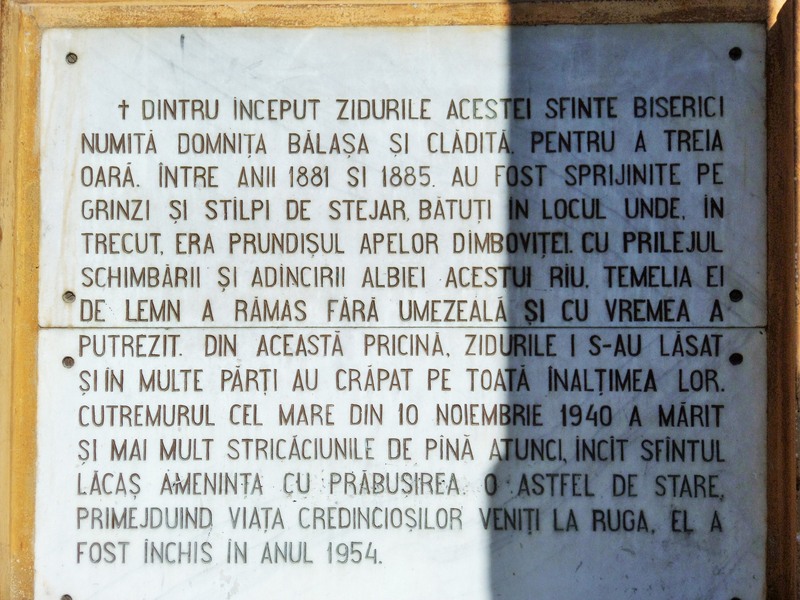 ✝ DINTRU ÎNCEPUT ZIDURILE ACESTEI SFINTE BISERICI
NUMITĂ DOMNIȚA BĂLAȘA ȘI CLĂDITĂ, PENTRU A TREIA
OARĂ, ÎNTRE ANII 1881 SI 1885, AU FOST SPRIJINITE PE
GRINZI ȘI STÎLPI DE STEJAR, BĂTUȚI IN LOCUL UNDE, ÎN
TRECUT, ERA PRUNDIȘUL APELOR DÎMBOVIȚEI. CU PRILEJUL
SCHIMBĂRII ȘI ADÎNCIRII ALBIEI ACESTUI RÎU, TEMELIA EI
DE LEMN A RĂMAS FĂRĂ UMEZEALĂ ȘI CU VREMEA A
PUTREZIT. DIN ACEASTĂ PRICINĂ, ZIDURILE I S-AU LĂSAT
ȘI IN MULTE PĂRȚI AU CRĂPAT PE TOATĂ ÎNALȚIMEA LOR.
CUTREMURUL CEL MARE DIN 10 NOIEMBRIE 1940 A MĂRIT
ȘI MAI MULT STRICĂCIUNILE DE PÎNĂ ATUNCI, ÎNCÎT SFÎNTUL
LĂCAȘ AMENINȚA CU PRĂBUȘIREA. O ASTFEL DE STARE,
PRIMEJDUIND VIAȚA CREDINCIOȘILOR VENIȚI LA RUGĂ, EL A
FOST ÎNCHIS ÎN ANUL 1954.